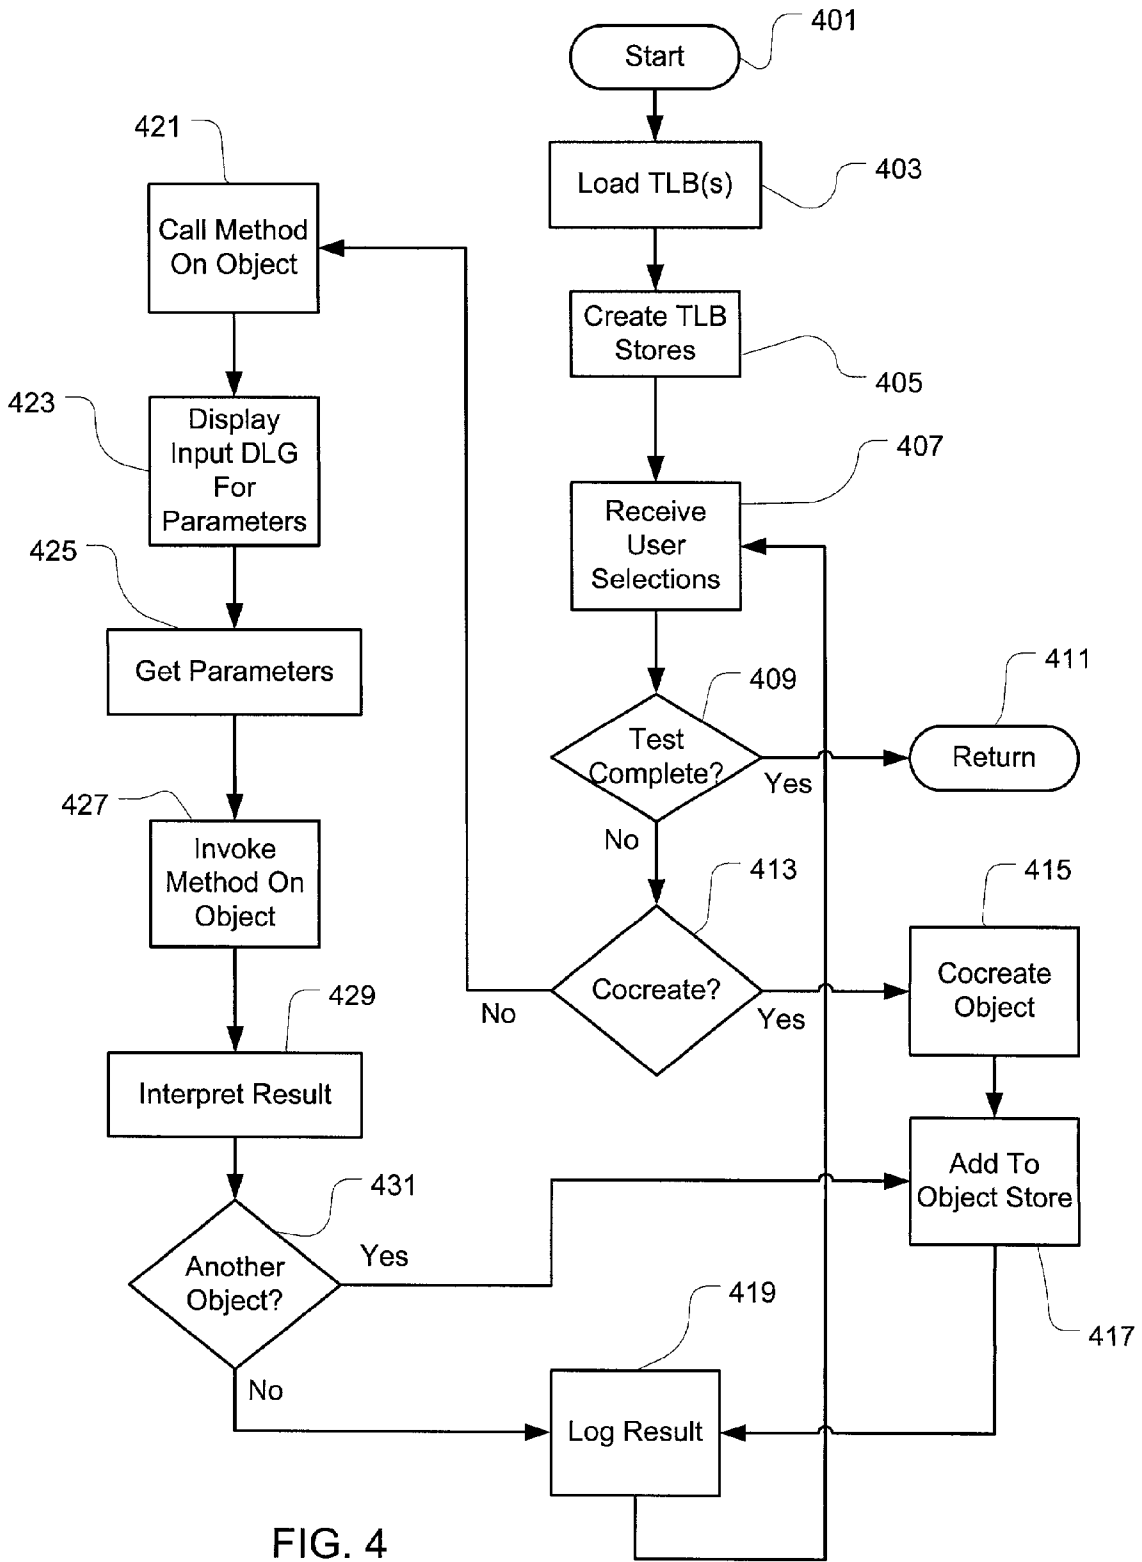 Start
401
Load TLB(s)
403
Create TLB
Stores
405
Receive
User
Selections
407
Test
Complete?
409
Yes
No
Return
411
Cocreate?
413
Yes
No
Cocreate
Object
415
Add To
Object Store
417
Log Result
419
421
Call Method
On Object
423
Display
Input DLG
For
Parameters
425
Get Parameters
427
Invoke
Method On
Object
429
Interpret Result
431
Another
Object?
Yes
No
FIG. 4